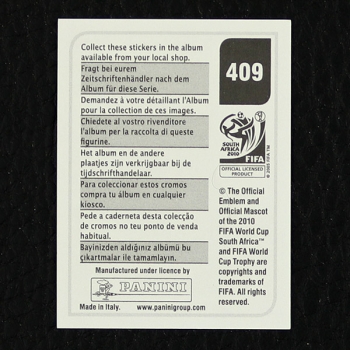 Collect these stickers in the album
available from your local shop.
Fragt bei eurem
Zeitschriftenhändler nach dem
Album für diese Serie.
Demandez à votre détaillant l'Album
pour la collection de ces images.
Chiedete al vostro rivenditore
l'album per la raccolta di queste
figurine.
Het album en de andere
plaatjes zijn verkrijgbaar bij de
tijdschrifthandelaar.
Para coleccionar estos cromos
compra tu álbum en cualquier
kiosco.
Pede a caderneta desta colecção
de cromos no teu ponto de venda
habitual.
Bayinizden aldığınız albümü bu
çıkartmalar ile tamamlayın.
Manufactured under licence by
PANINI
Made in Italy. www.paninigroup.com
409
SOUTH AFRICA
2010
FIFA
OFFICIAL LICENSED
PRODUCT
© 2005 FIFA TM
© The Official
Emblem and
Official Mascot
of the 2010
FIFA World Cup
South Africa™
and FIFA World
Cup Trophy are
copyrights and
trademarks of
FIFA. All rights
reserved.